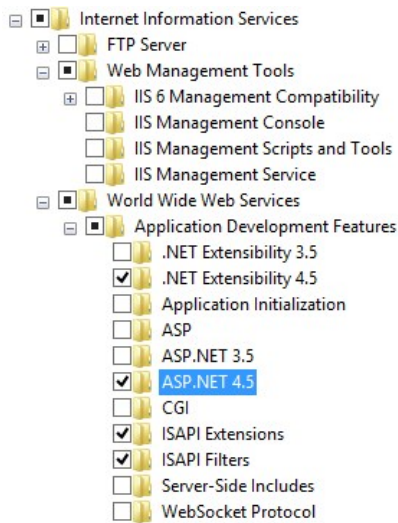 Internet Information Services
FTP Server
Web Management Tools
IIS 6 Management Compatibility
IIS Management Console
IIS Management Scripts and Tools
IIS Management Service
World Wide Web Services
Application Development Features
.NET Extensibility 3.5
.NET Extensibility 4.5
Application Initialization
ASP
ASP.NET 3.5
ASP.NET 4.5
CGI
ISAPI Extensions
ISAPI Filters
Server-Side Includes
WebSocket Protocol